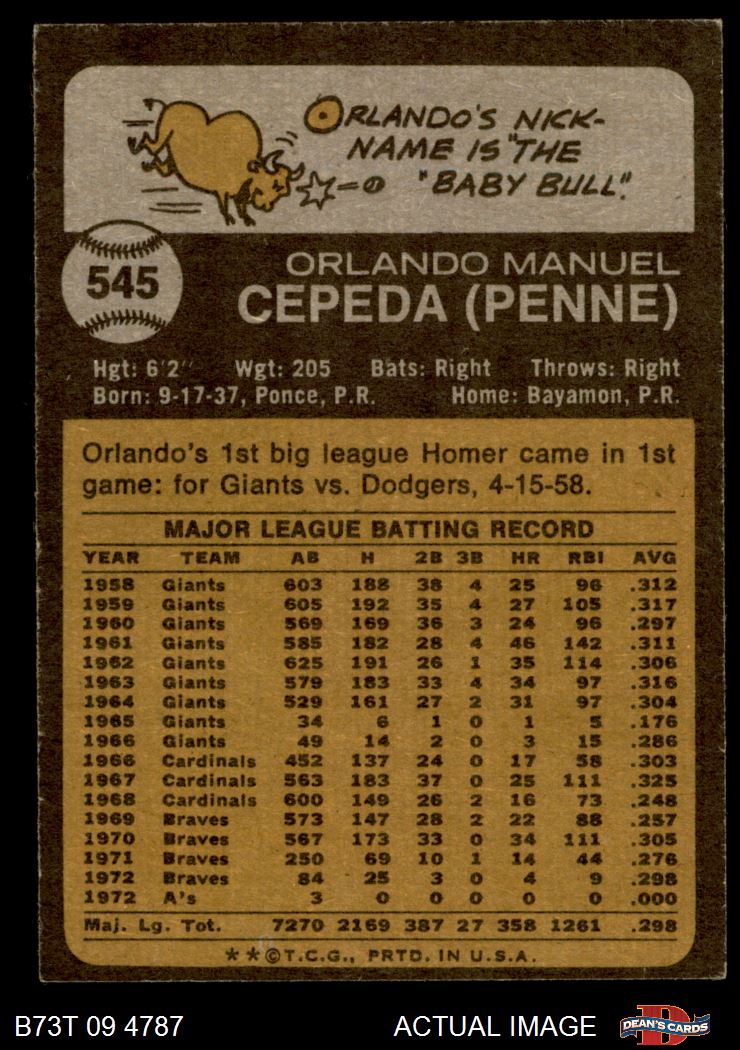 ORLANDO'S NICK-
NAME IS "THE
"BABY BULL".
545
ORLANDO MANUEL
CEPEDA (PENNE)
Hgt: 6'2" Wgt: 205 Bats: Right Throws: Right
Born: 9-17-37, Ponce, P.R. Home: Bayamon, P.R.
Orlando's 1st big league Homer came in 1st
game: for Giants vs. Dodgers, 4-15-58.
MAJOR LEAGUE BATTING RECORD
YEAR TEAM AB H 2B 3B HR RBI AVG
1958 Giants 603 188 38 4 25 96 .312
1959 Giants 605 192 35 4 27 105 .317
1960 Giants 569 169 36 3 24 96 .297
1961 Giants 585 182 28 4 46 142 .311
1962 Giants 625 191 26 1 35 114 .306
1963 Giants 579 183 33 4 34 97 .316
1964 Giants 529 161 27 2 31 97 .304
1965 Giants 34 6 1 0 1 5 .176
1966 Giants 49 14 2 0 3 15 .286
1966 Cardinals 452 137 24 0 17 58 .303
1967 Cardinals 563 183 37 0 25 111 .325
1968 Cardinals 600 149 26 2 16 73 .248
1969 Braves 573 147 28 2 22 88 .257
1970 Braves 567 173 33 0 34 111 .305
1971 Braves 250 69 10 1 14 44 .276
1972 Braves 84 25 3 0 4 9 .298
1972 A's 3 0 0 0 0 0 .000
Maj. Lg. Tot. 7270 2169 387 27 358 1261 .298
**©T.C.G., PRTD. IN U.S.A.
B73T 09 4787 ACTUAL IMAGE DEAN'S CARDS